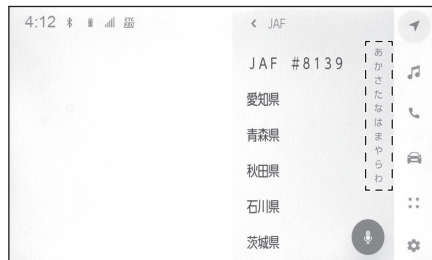 4:12
< JAF
JAF #8139
愛知県
青森県
秋田県
石川県
茨城県
あ
か
さ
た
な
は
ま
や
ら
わ